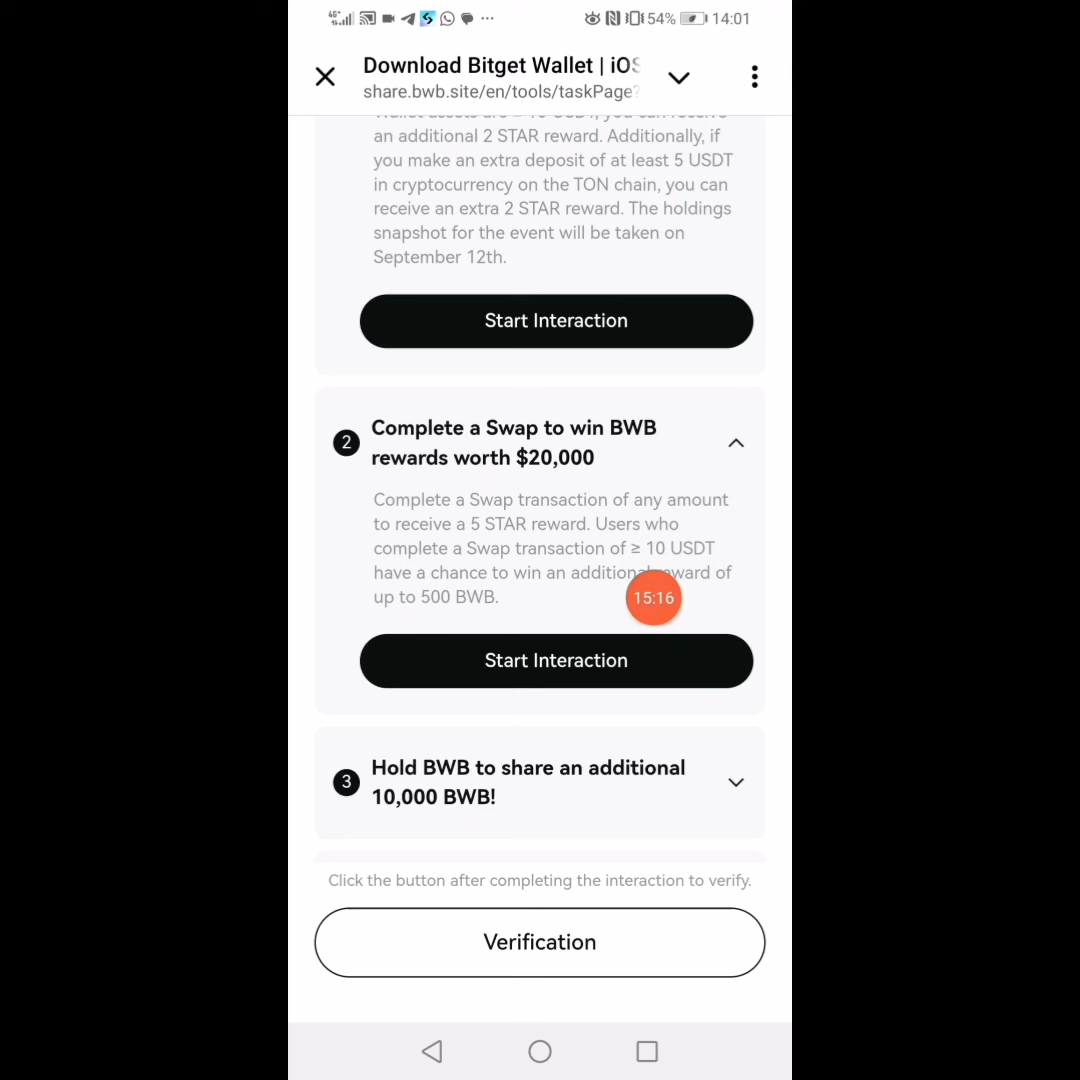 4G+ 54% 14:01
Download Bitget Wallet | iOS
share.bwb.site/en/tools/taskPage?
an additional 2 STAR reward. Additionally, if
you make an extra deposit of at least 5 USDT
in cryptocurrency on the TON chain, you can
receive an extra 2 STAR reward. The holdings
snapshot for the event will be taken on
September 12th.
Start Interaction
2
Complete a Swap to win BWB
rewards worth $20,000
Complete a Swap transaction of any amount
to receive a 5 STAR reward. Users who
complete a Swap transaction of ≥ 10 USDT
have a chance to win an additional reward of
up to 500 BWB.
15:16
Start Interaction
3
Hold BWB to share an additional
10,000 BWB!
Click the button after completing the interaction to verify.
Verification